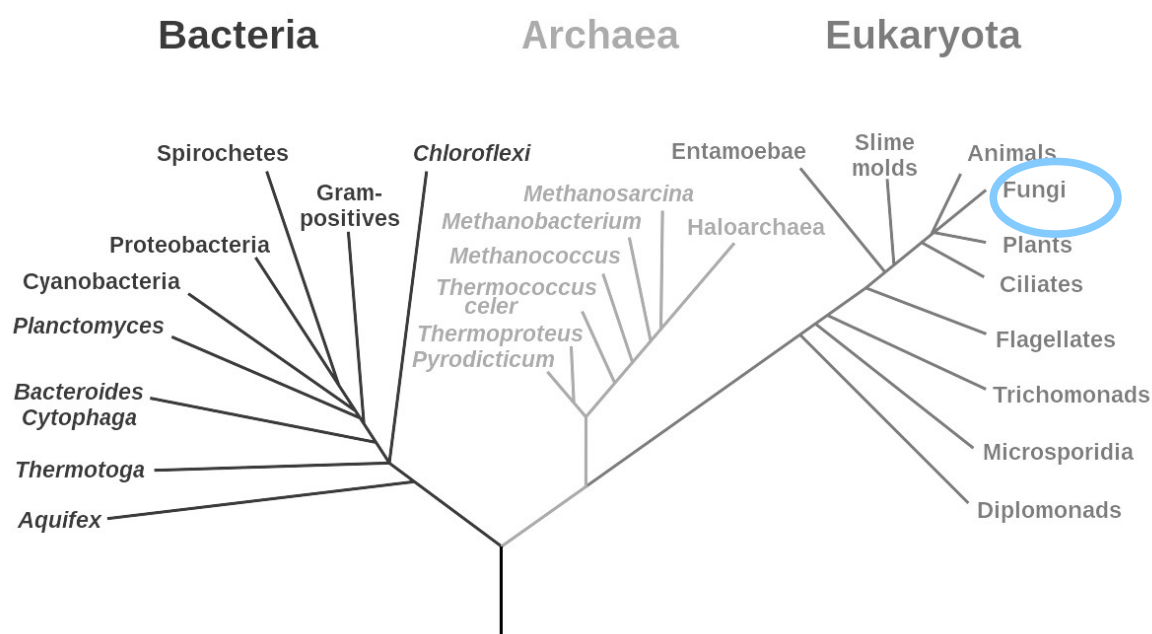 Bacteria
Archaea
Eukaryota
Spirochetes
Gram-
positives
Chloroflexi
Proteobacteria
Cyanobacteria
Planctomyces
Bacteroides
Cytophaga
Thermotoga
Aquifex
Methanosarcina
Methanobacterium
Haloarchaea
Methanococcus
Thermococcus
celer
Thermoproteus
Pyrodicticum
Entamoebae
Slime
molds
Animals
Fungi
Plants
Ciliates
Flagellates
Trichomonads
Microsporidia
Diplomonads